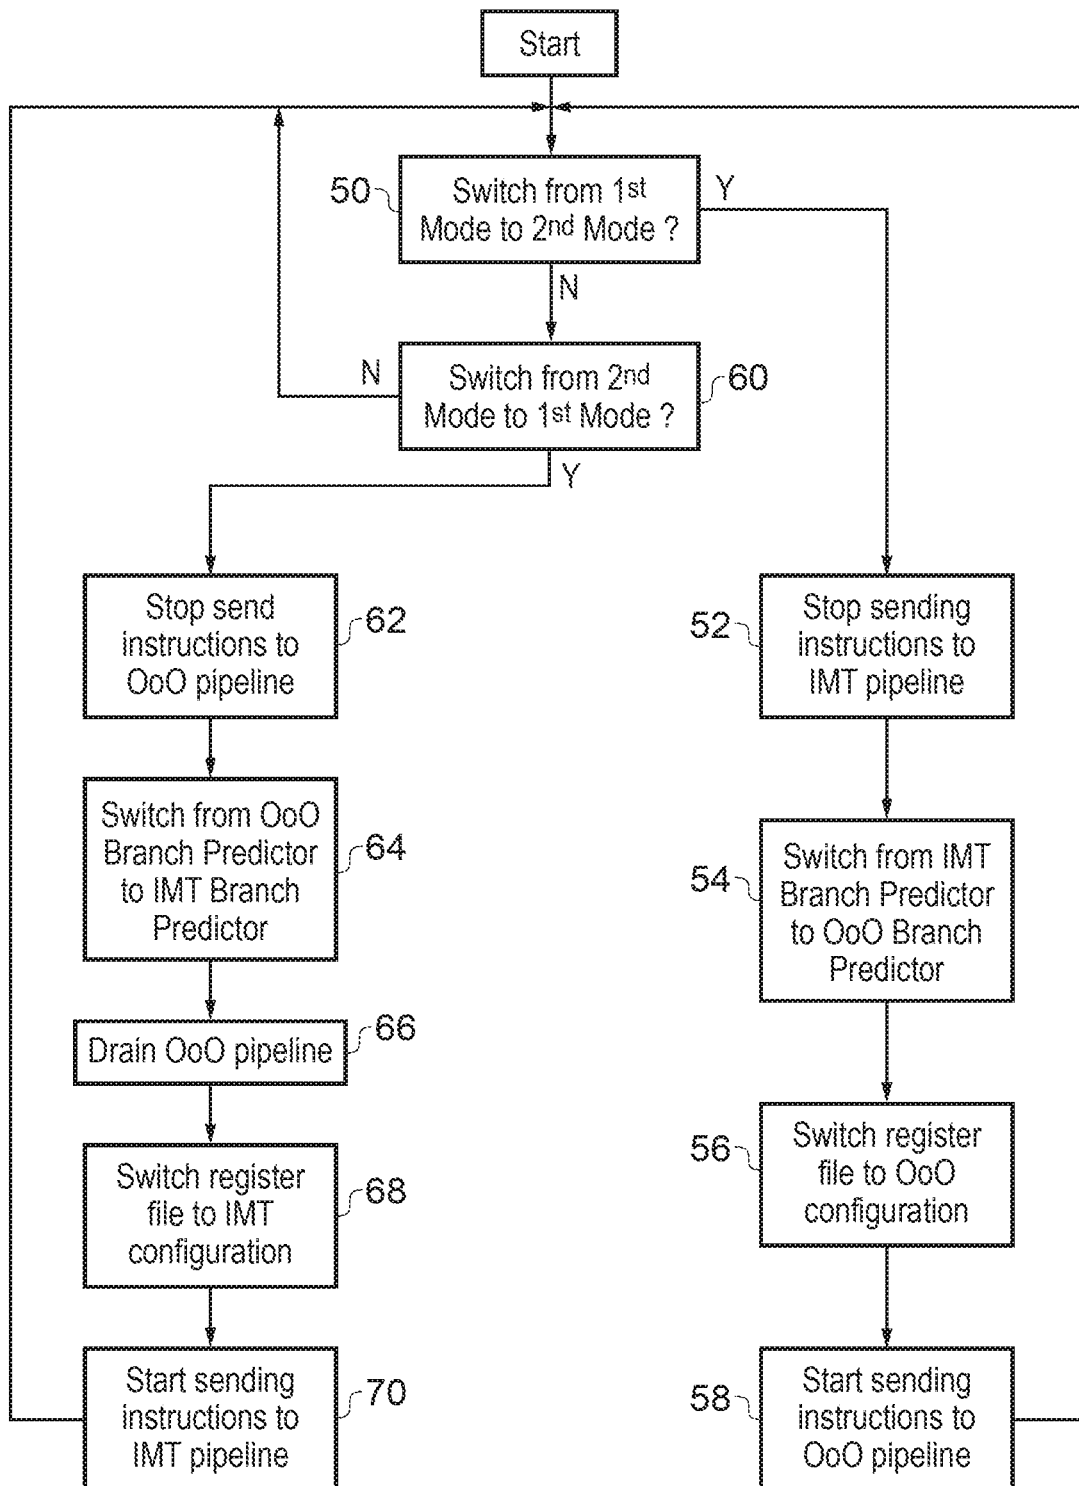 Start
50
Switch from 1st
Mode to 2nd Mode ?
Y
N
Switch from 2nd
Mode to 1st Mode ?
60
N
Y
Stop send
instructions to
OoO pipeline
62
52
Stop sending
instructions to
IMT pipeline
Switch from OoO
Branch Predictor
to IMT Branch
Predictor
64
54
Switch from IMT
Branch Predictor
to OoO Branch
Predictor
Drain OoO pipeline
66
Switch register
file to IMT
configuration
68
56
Switch register
file to OoO
configuration
Start sending
instructions to
IMT pipeline
70
58
Start sending
instructions to
OoO pipeline